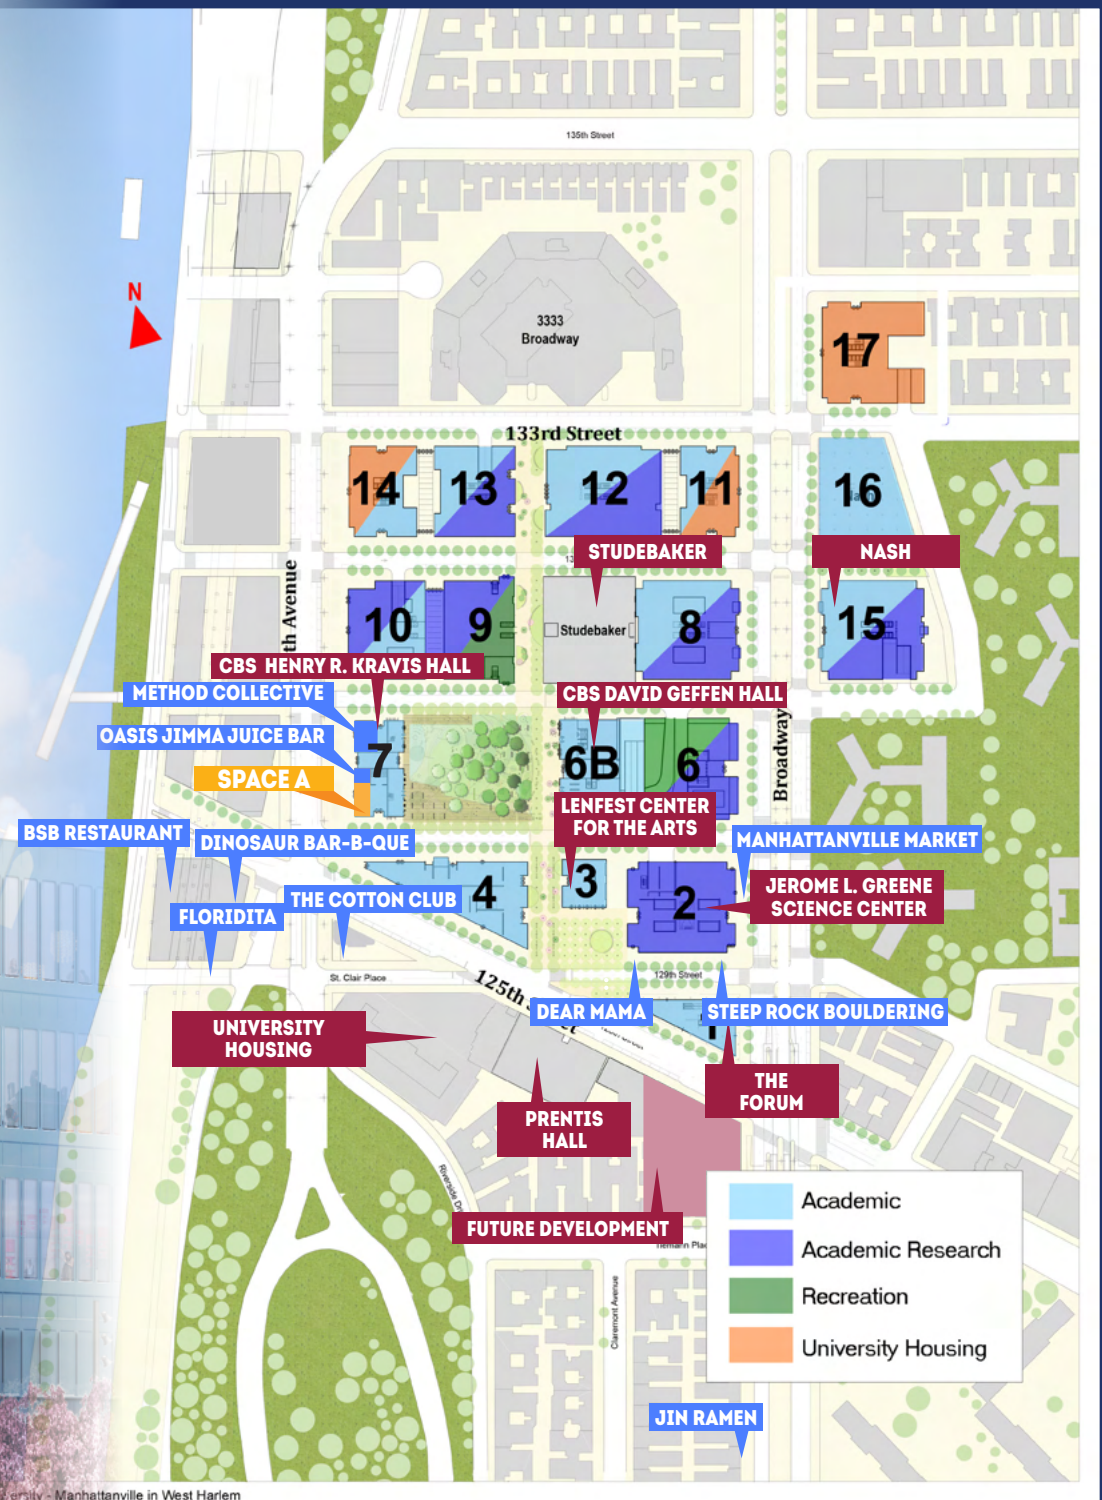 135th Street
N
3333
Broadway
17
133rd Street
14
13
12
11
16
STUDEBAKER
NASH
th Avenue
10
9
Studebaker
8
15
CBS HENRY R. KRAVIS HALL
METHOD COLLECTIVE
CBS DAVID GEFFEN HALL
OASIS JIMMA JUICE BAR
7
6B
6
Broadway
SPACE A
LENFEST CENTER
FOR THE ARTS
BSB RESTAURANT
DINOSAUR BAR-B-QUE
MANHATTANVILLE MARKET
4
3
2
JEROME L. GREENE
SCIENCE CENTER
THE COTTON CLUB
FLORIDITA
St. Clair Place
125th
129th Street
DEAR MAMA
STEEP ROCK BOULDERING
1
UNIVERSITY
HOUSING
THE
FORUM
PRENTIS
HALL
Riverside
FUTURE DEVELOPMENT
Claremont Avenue
Academic
Academic Research
Recreation
University Housing
JIN RAMEN
- Manhattanville in West Harlem